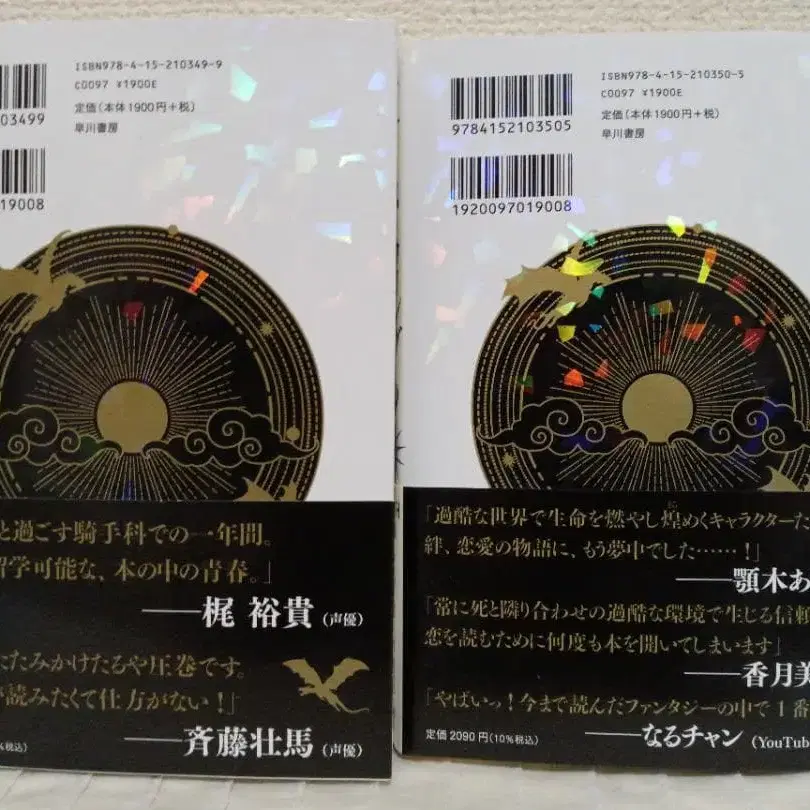 ISBN978-4-15-210349-9
C0097 ¥1900E
定価(本体1900円+税)
早川書房
03499
19008
と過ごす騎手科での一年間。
留学可能な、本の中の青春。」
──梶 裕貴(声優)
たたみかけたるや圧巻です。
が読みたくて仕方がない!」
──斉藤壮馬(声優)
%税込)
ISBN978-4-15-210350-5
C0097 ¥1900E
定価(本体1900円+税)
早川書房
9784152103505
1920097019008
「過酷な世界で生命を燃やし煌めくキャラクターた
絆、恋愛の物語に、もう夢中でした……!」
──顎木あ
「常に死と隣り合わせの過酷な環境で生じる信頼
恋を読むために何度も本を開いてしまいます」
──香月美
「やばいっ!今まで読んだファンタジーの中で1番
──なるチャン(YouTub
定価 2090円(10%税込)